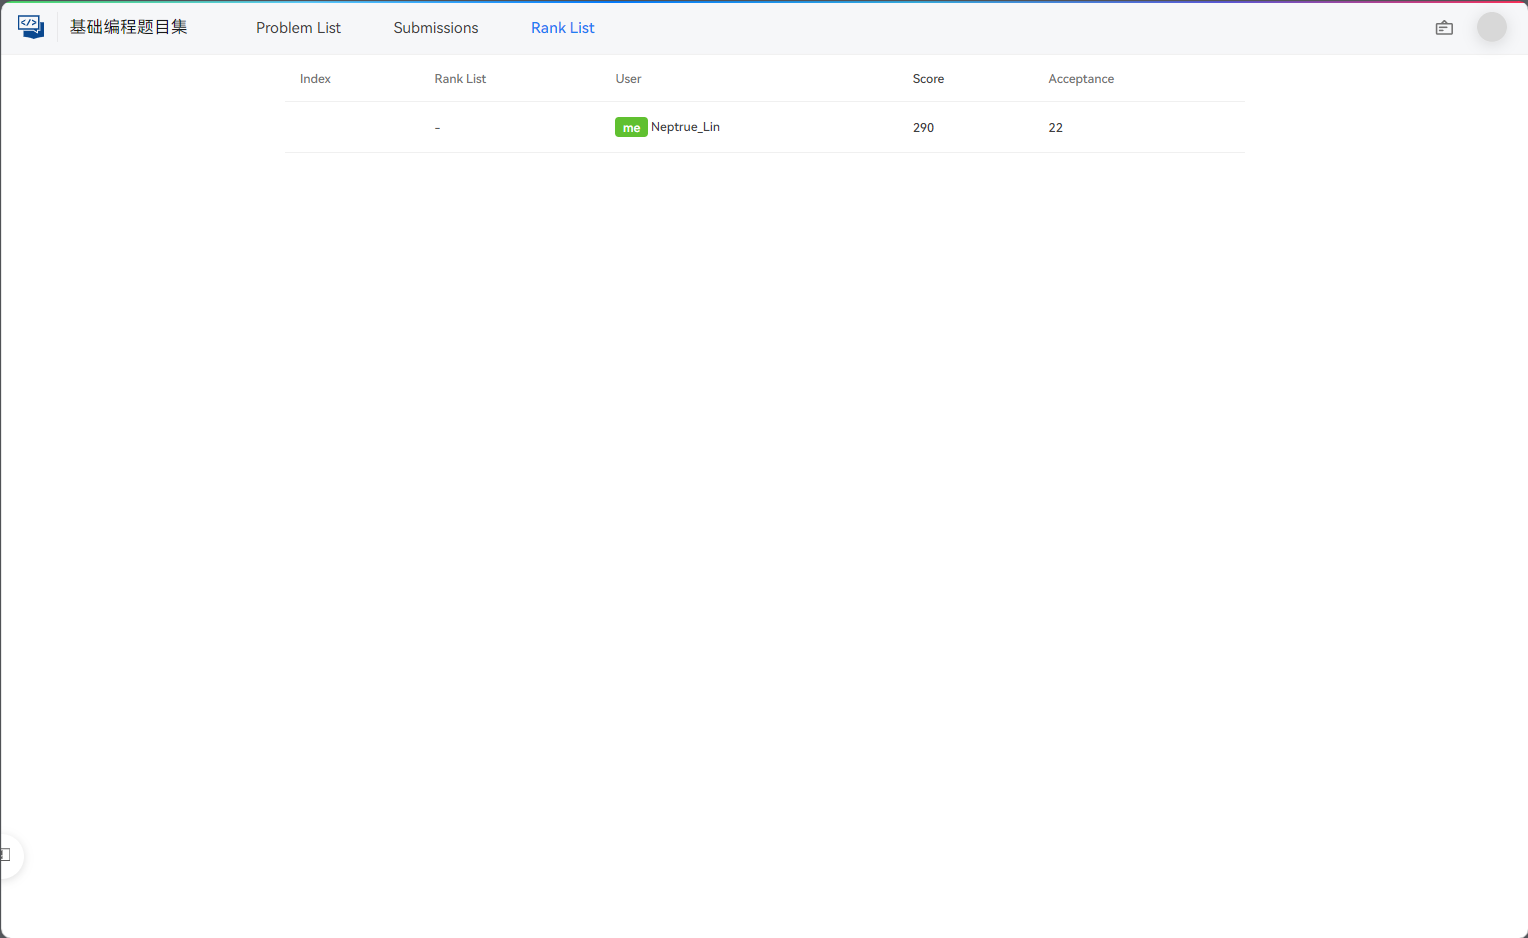 基础编程题目集 Problem List Submissions Rank List
Index Rank List User Score Acceptance
- me Neptrue_Lin 290 22